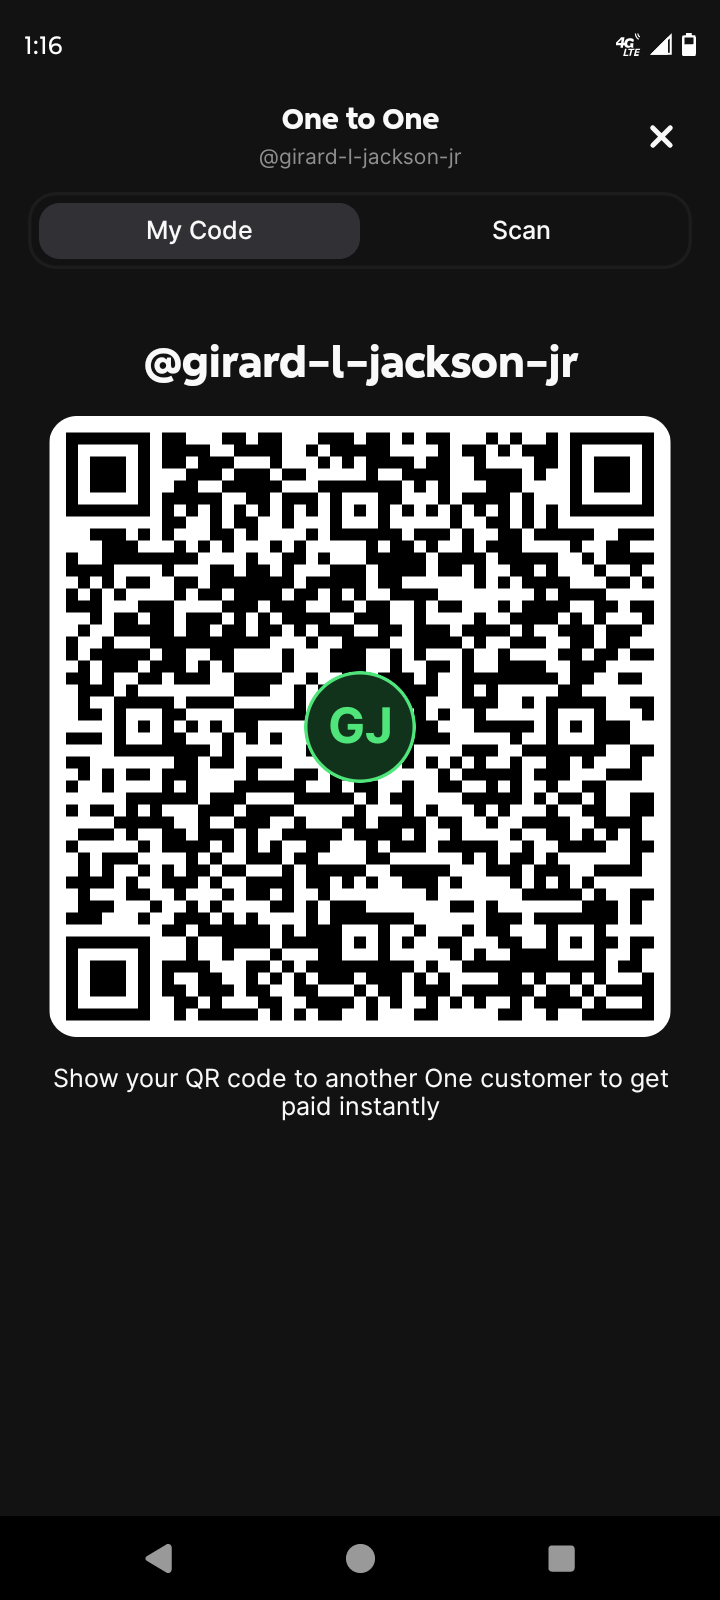 1:16
4G
LTE
One to One
@girard-l-jackson-jr
My Code
Scan
@girard-l-jackson-jr
GJ
Show your QR code to another One customer to get
paid instantly